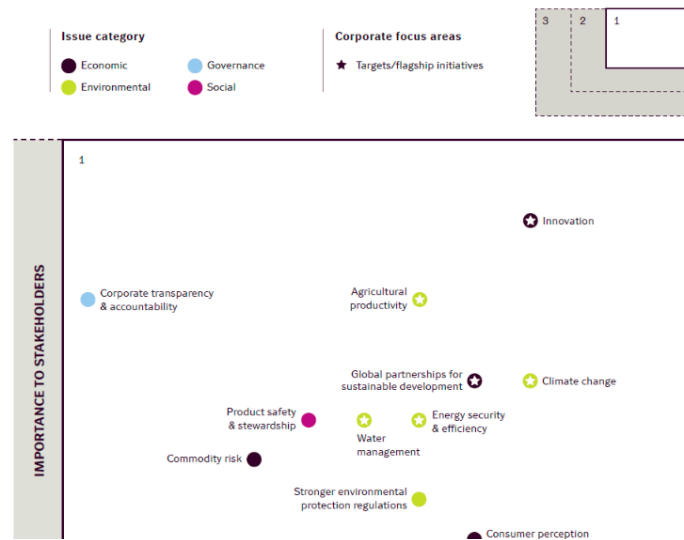 Issue category
Economic
Governance
Environmental
Social
Corporate focus areas
Targets/flagship initiatives
3
2
1
1
IMPORTANCE TO STAKEHOLDERS
Innovation
Corporate transparency
& accountability
Agricultural
productivity
Global partnerships for
sustainable development
Climate change
Product safety
& stewardship
Water
management
Energy security
& efficiency
Commodity risk
Stronger environmental
protection regulations
Consumer perception